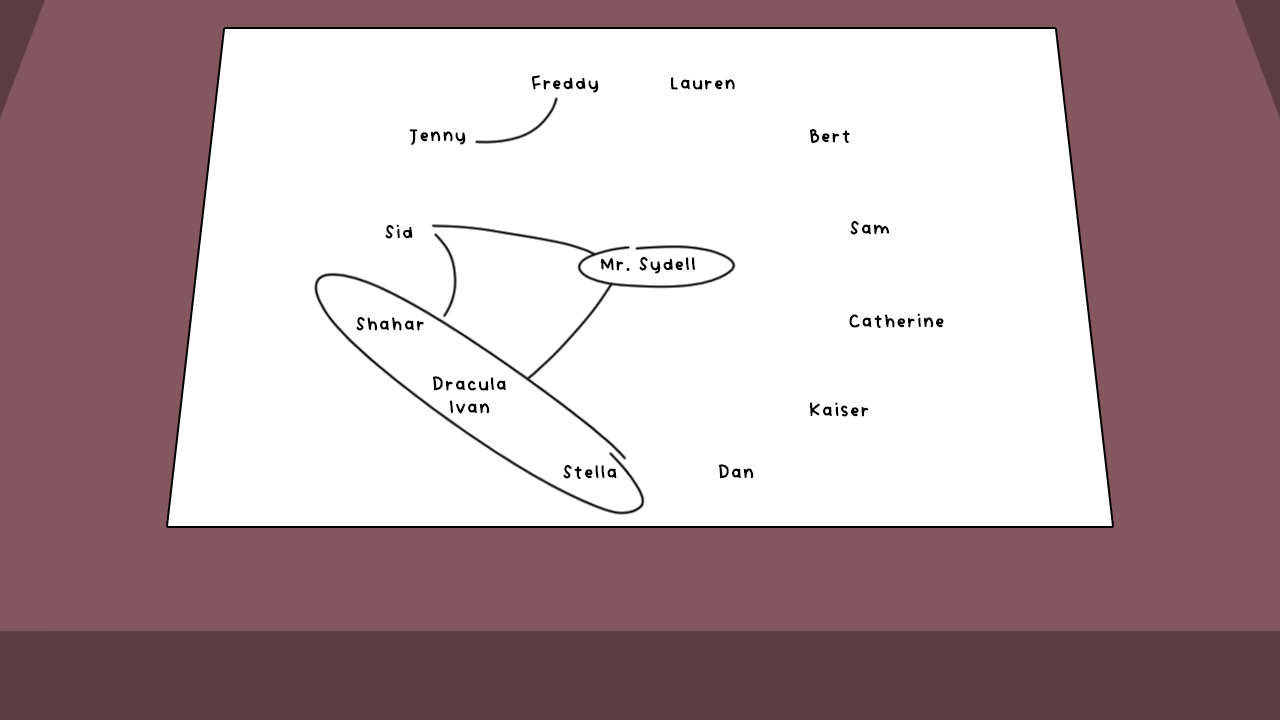 Freddy
Lauren
Jenny
Bert
Sid
Sam
Mr. Sydell
Shahar
Catherine
Dracula
Ivan
Kaiser
Stella
Dan